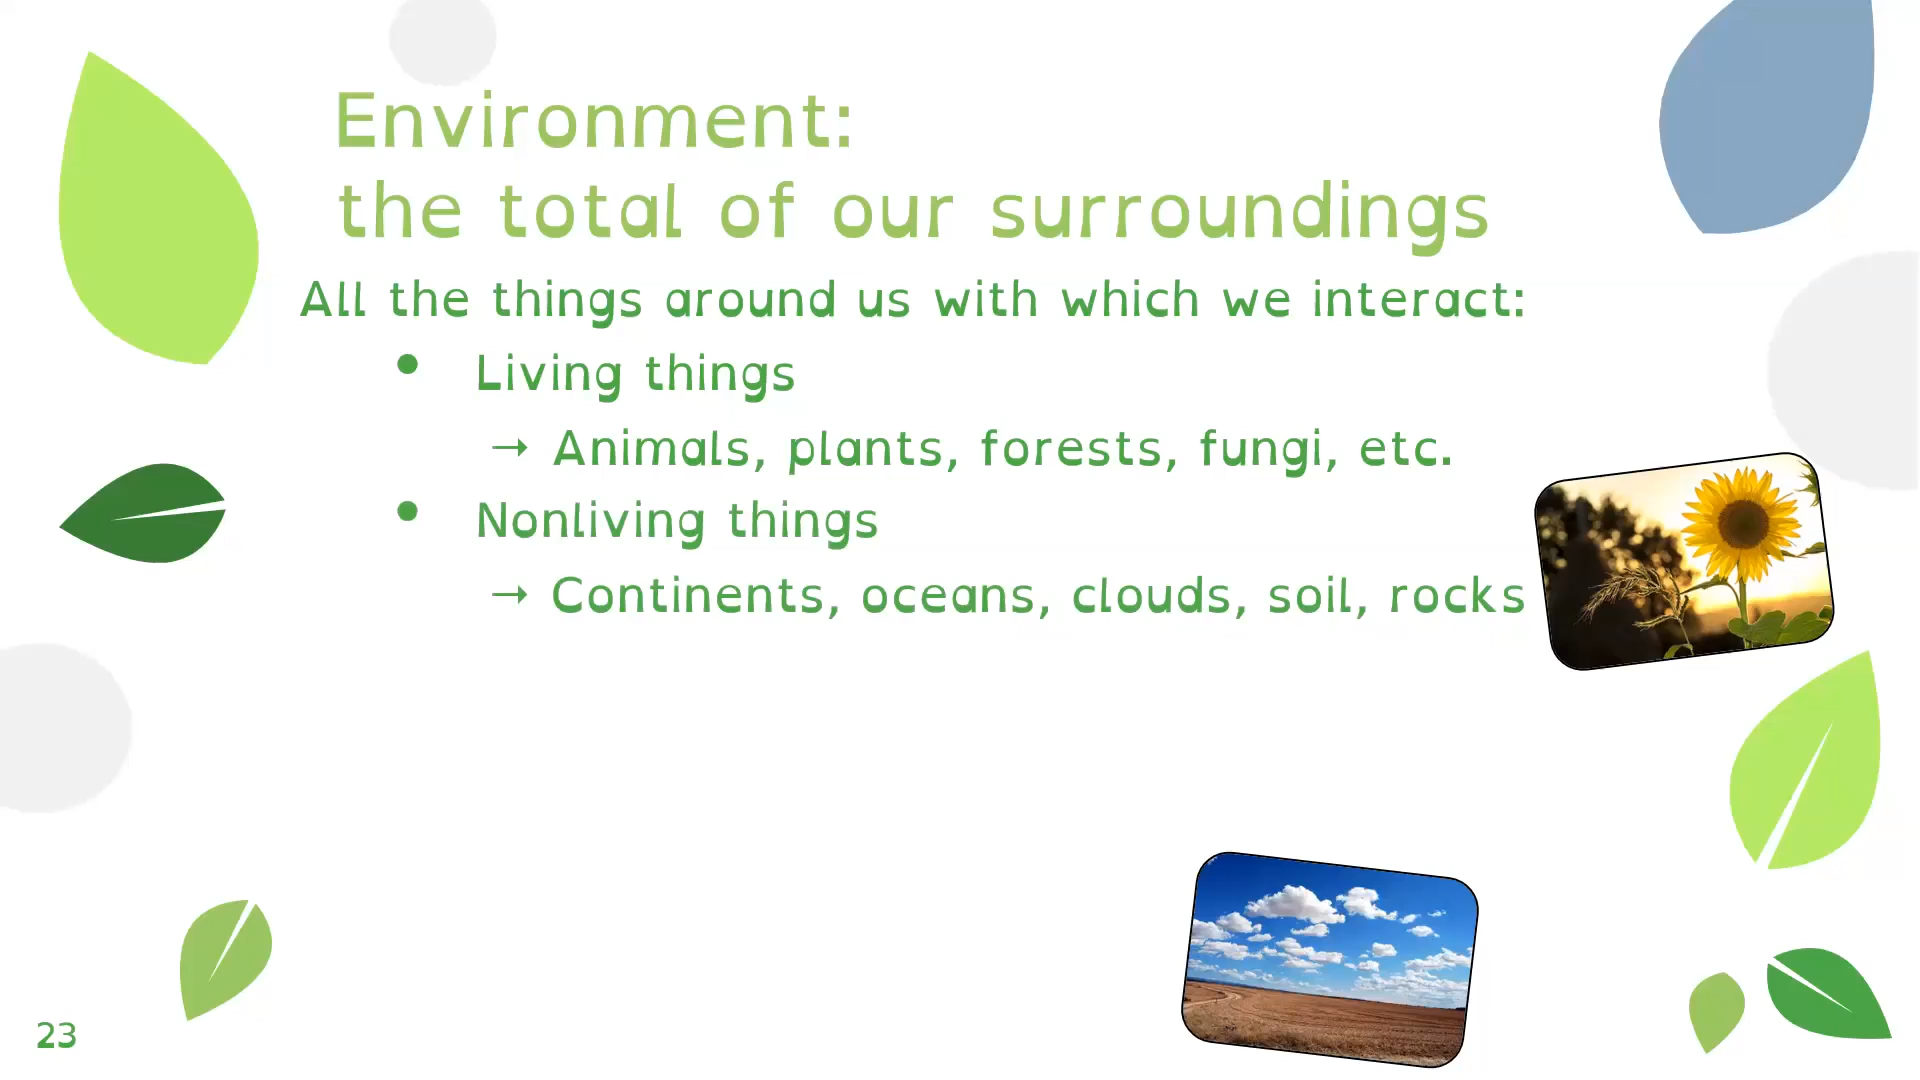 Environment:
the total of our surroundings
All the things around us with which we interact:
• Living things
→ Animals, plants, forests, fungi, etc.
• Nonliving things
→ Continents, oceans, clouds, soil, rocks
23